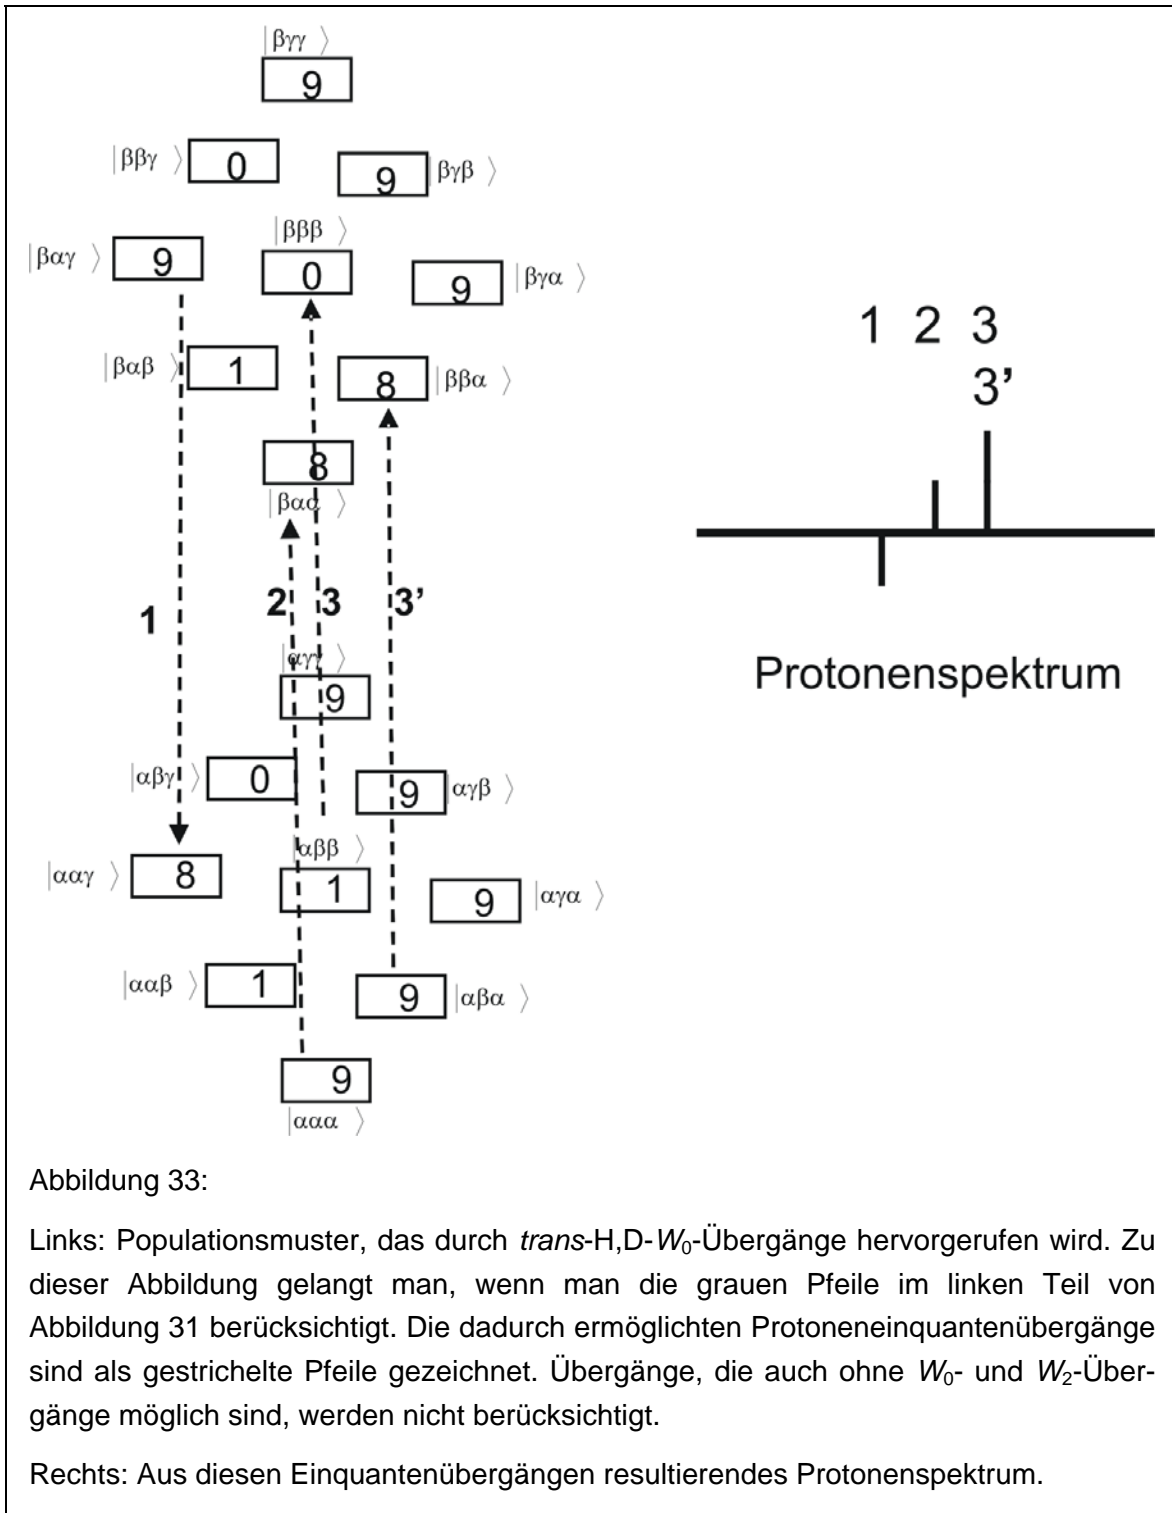 |βγγ ⟩
9
|ββγ ⟩ 0 9 |βγβ ⟩
|βββ ⟩
|βαγ ⟩ 9 0 9 |βγα ⟩
|βαβ ⟩ 1 8 |ββα ⟩
8
|βαα ⟩
1 2 3 3’
|αγγ ⟩
9
|αβγ ⟩ 0 9 |αγβ ⟩
|αββ ⟩
|ααγ ⟩ 8 1 9 |αγα ⟩
|ααβ ⟩ 1 9 |αβα ⟩
9
|ααα ⟩
1 2 3
3’
Protonenspektrum
Abbildung 33:
Links: Populationsmuster, das durch trans-H,D-W0-Übergänge hervorgerufen wird. Zu
dieser Abbildung gelangt man, wenn man die grauen Pfeile im linken Teil von
Abbildung 31 berücksichtigt. Die dadurch ermöglichten Protoneneinquantenübergänge
sind als gestrichelte Pfeile gezeichnet. Übergänge, die auch ohne W0- und W2-Über-
gänge möglich sind, werden nicht berücksichtigt.
Rechts: Aus diesen Einquantenübergängen resultierendes Protonenspektrum.